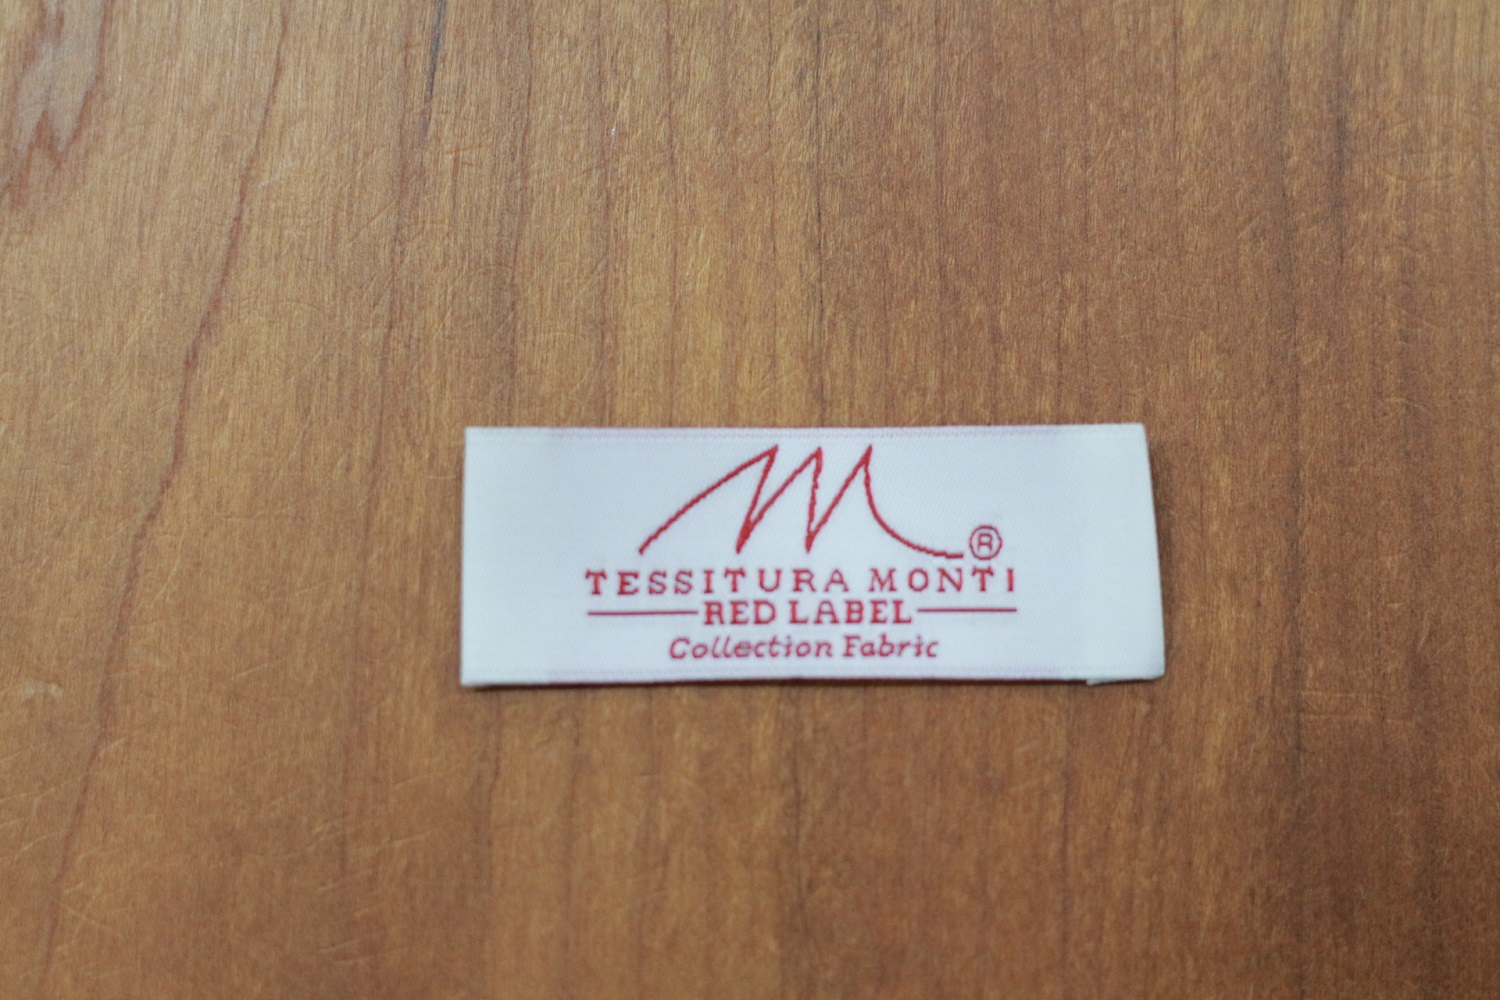 M®
TESSITURA MONTI
RED LABEL
Collection Fabric